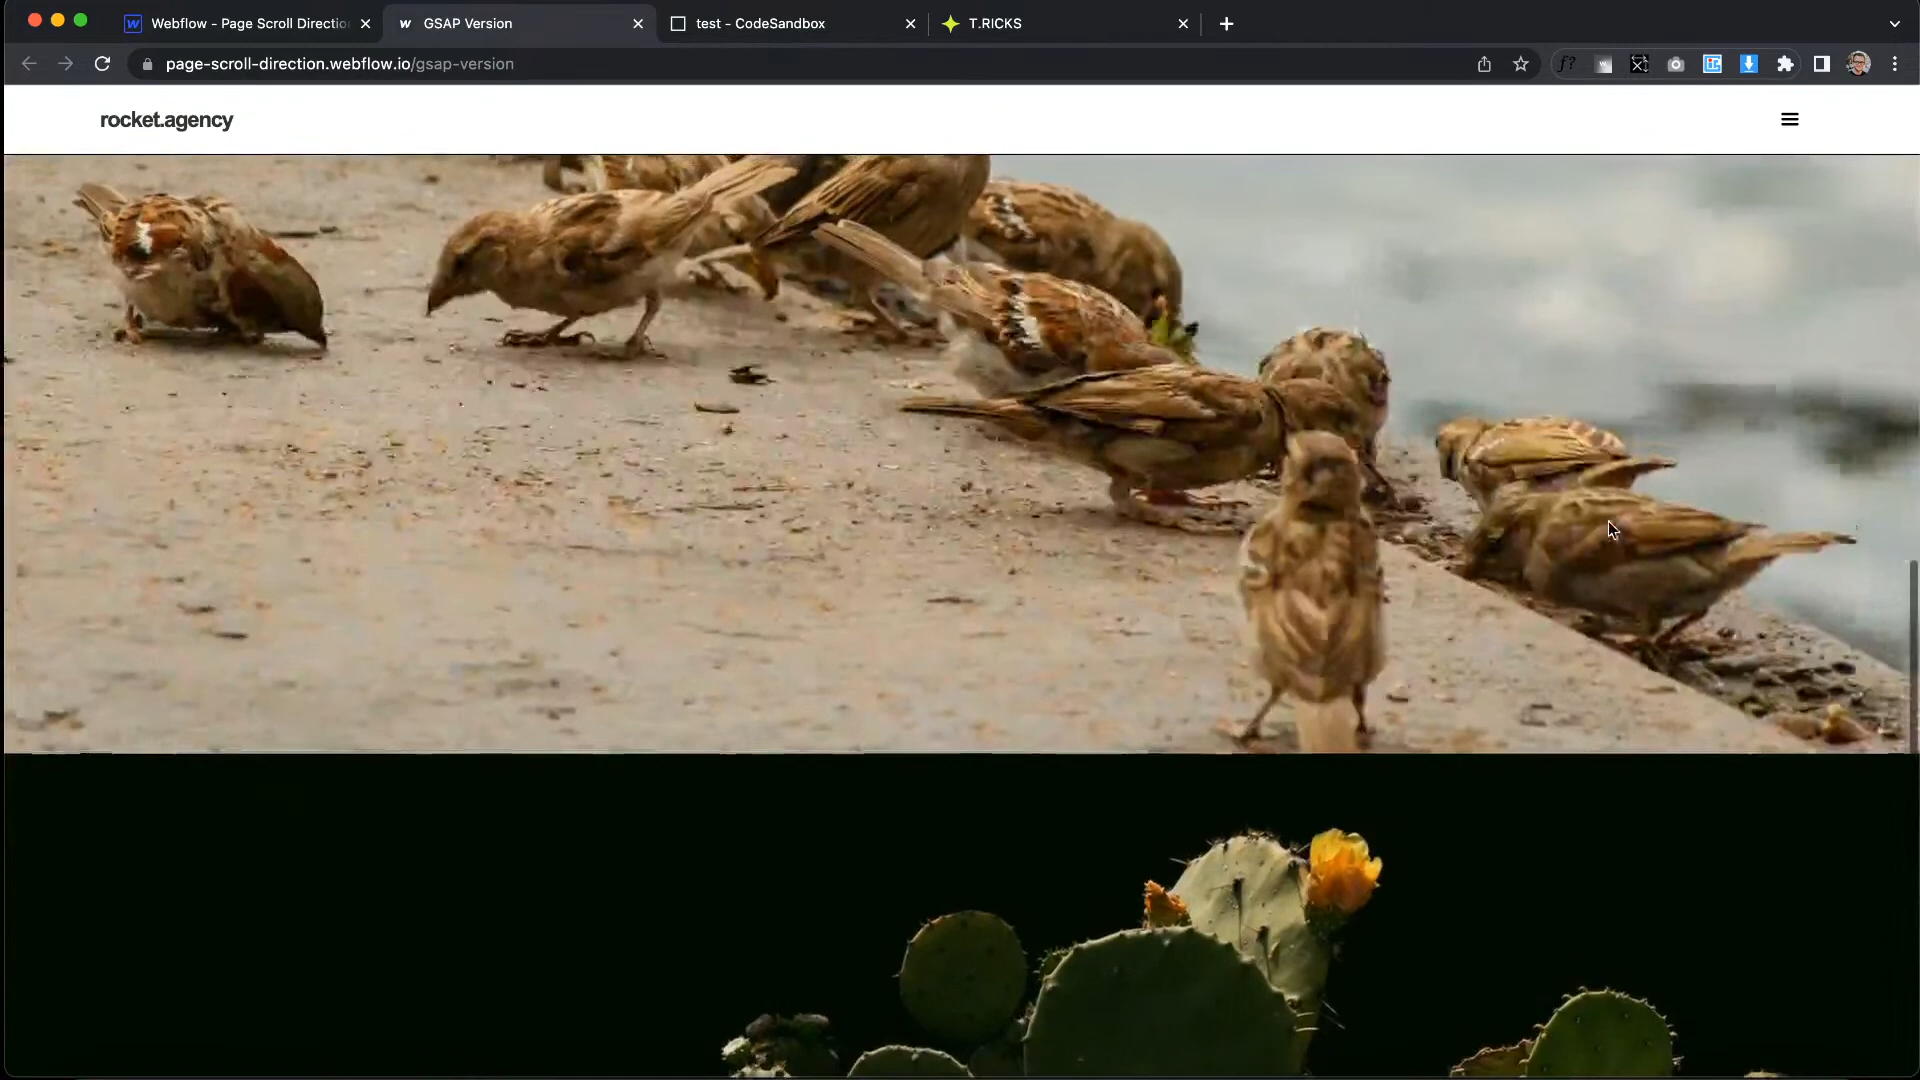 Webflow - Page Scroll Directio
GSAP Version
test - CodeSandbox
T.RICKS
page-scroll-direction.webflow.io/gsap-version
rocket.agency